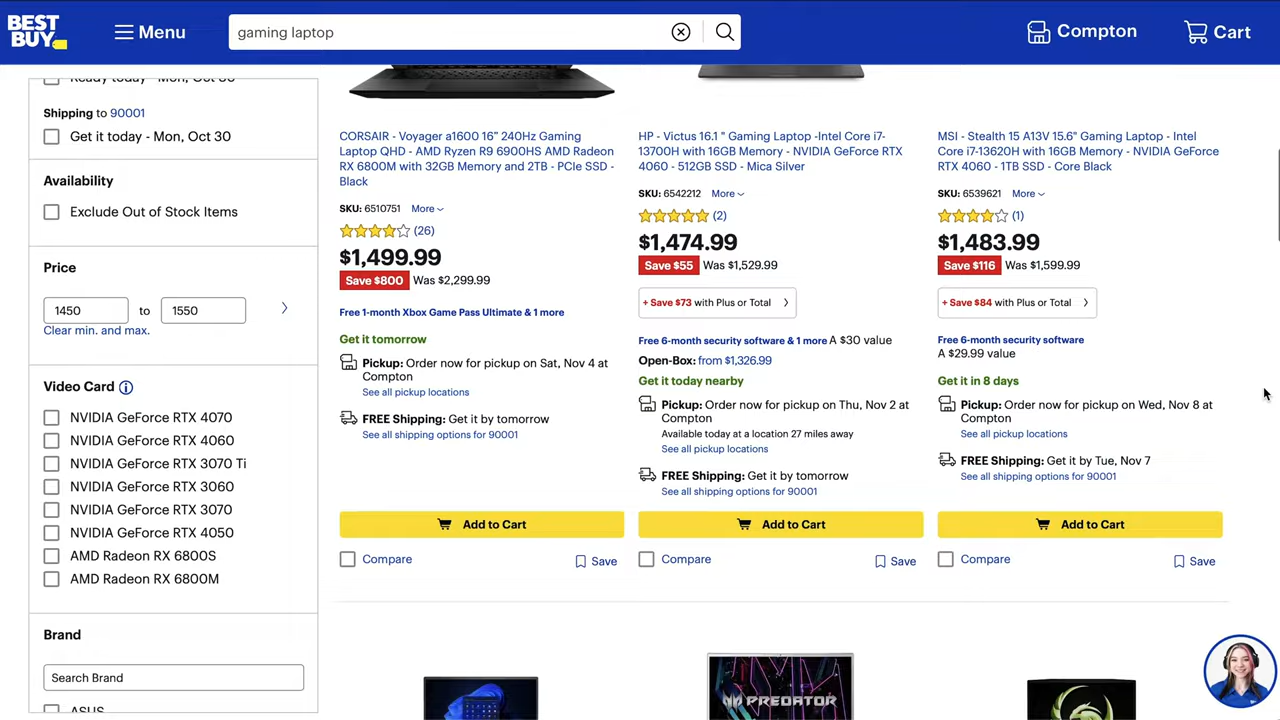 BEST
BUY
Menu
gaming laptop
Compton
Cart
Ready today - Mon, Oct 30
Shipping to 90001
Get it today - Mon, Oct 30
Availability
Exclude Out of Stock Items
Price
1450 to 1550
Clear min. and max.
Video Card
NVIDIA GeForce RTX 4070
NVIDIA GeForce RTX 4060
NVIDIA GeForce RTX 3070 Ti
NVIDIA GeForce RTX 3060
NVIDIA GeForce RTX 3070
NVIDIA GeForce RTX 4050
AMD Radeon RX 6800S
AMD Radeon RX 6800M
Brand
Search Brand
ASUS
CORSAIR - Voyager a1600 16” 240Hz Gaming
Laptop QHD - AMD Ryzen R9 6900HS AMD Radeon
RX 6800M with 32GB Memory and 2TB - PCIe SSD -
Black
SKU: 6510751 More
(26)
$1,499.99
Save $800 Was $2,299.99
Free 1-month Xbox Game Pass Ultimate & 1 more
Get it tomorrow
Pickup: Order now for pickup on Sat, Nov 4 at
Compton
See all pickup locations
FREE Shipping: Get it by tomorrow
See all shipping options for 90001
Add to Cart
Compare
Save
HP - Victus 16.1 " Gaming Laptop -Intel Core i7-
13700H with 16GB Memory - NVIDIA GeForce RTX
4060 - 512GB SSD - Mica Silver
SKU: 6542212 More
(2)
$1,474.99
Save $55 Was $1,529.99
+ Save $73 with Plus or Total
Free 6-month security software & 1 more A $30 value
Open-Box: from $1,326.99
Get it today nearby
Pickup: Order now for pickup on Thu, Nov 2 at
Compton
Available today at a location 27 miles away
See all pickup locations
FREE Shipping: Get it by tomorrow
See all shipping options for 90001
Add to Cart
Compare
Save
MSI - Stealth 15 A13V 15.6" Gaming Laptop - Intel
Core i7-13620H with 16GB Memory - NVIDIA GeForce
RTX 4060 - 1TB SSD - Core Black
SKU: 6539621 More
(1)
$1,483.99
Save $116 Was $1,599.99
+ Save $84 with Plus or Total
Free 6-month security software
A $29.99 value
Get it in 8 days
Pickup: Order now for pickup on Wed, Nov 8 at
Compton
See all pickup locations
FREE Shipping: Get it by Tue, Nov 7
See all shipping options for 90001
Add to Cart
Compare
Save
PREDATOR